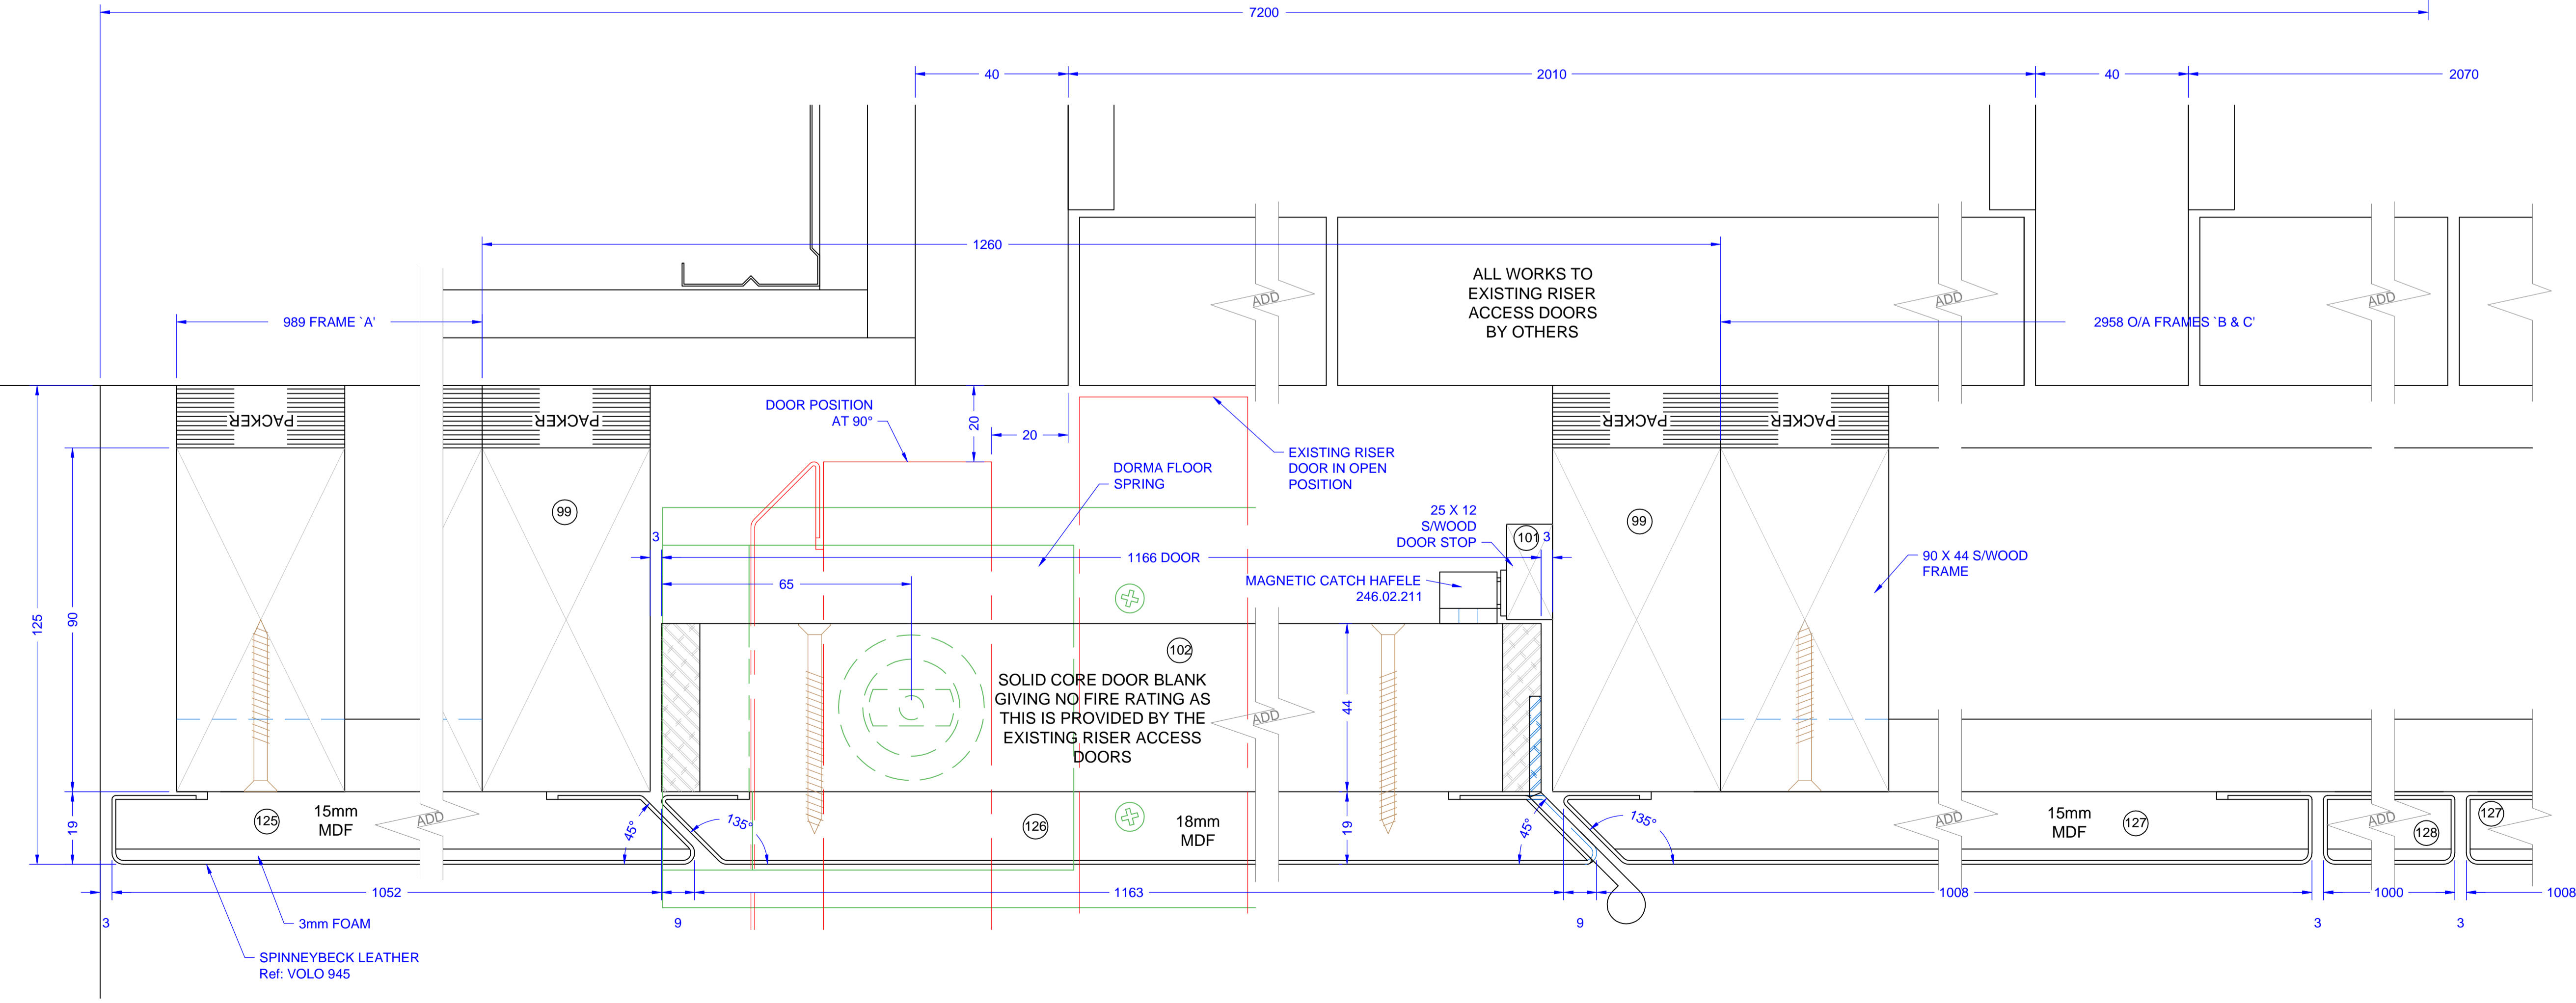 7200
40
2010
40
2070
1260
ADD
ALL WORKS TO
EXISTING RISER
ACCESS DOORS
BY OTHERS
ADD
ADD
989 FRAME `A'
2958 O/A FRAMES `B & C'
PACKER
PACKER
DOOR POSITION
AT 90°
20
20
PACKER
PACKER
EXISTING RISER
DOOR IN OPEN
POSITION
DORMA FLOOR
SPRING
99
99
25 X 12
S/WOOD
DOOR STOP
101
3
3
1166 DOOR
90 X 44 S/WOOD
FRAME
65
MAGNETIC CATCH HAFELE
246.02.211
125
90
102
SOLID CORE DOOR BLANK
GIVING NO FIRE RATING AS
THIS IS PROVIDED BY THE
EXISTING RISER ACCESS
DOORS
44
ADD
19
125
15mm
MDF
ADD
45°
135°
126
18mm
MDF
19
45°
135°
ADD
15mm
MDF
127
ADD
128
127
1052
1163
1008
1000
1008
3
9
9
3
3
3mm FOAM
SPINNEYBECK LEATHER
Ref: VOLO 945